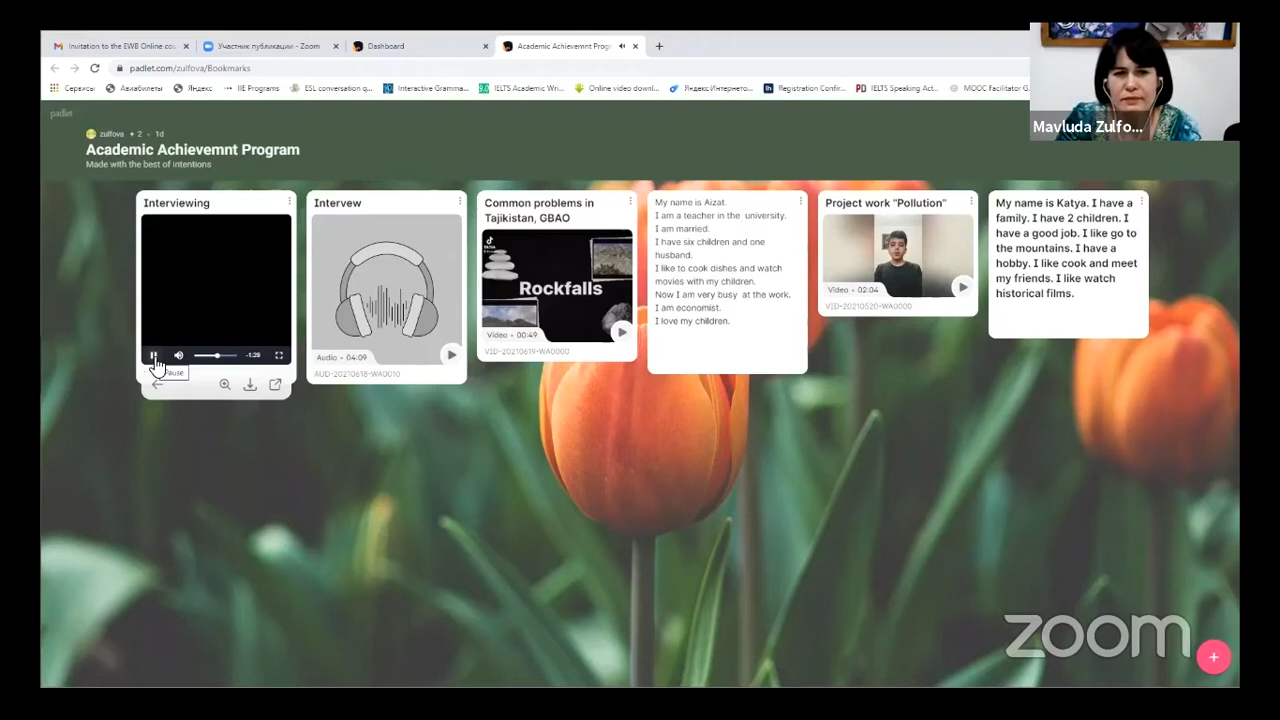 Invitation to the EWB Online cou
Участник публикации - Zoom
Dashboard
Academic Achievemnt Progr
padlet.com/zulfova/Bookmarks
Сервисы
Авиабилеты
Яндекс
IIE Programs
ESL conversation q...
Interactive Gramma...
IELTS Academic Wri...
Online video downl...
Яндекс.Интернето...
Registration Confir...
IELTS Speaking Act...
MOOC Facilitator G
Mavluda Zulfo...
padlet
zulfova + 2 • 1d
Academic Achievemnt Program
Made with the best of intentions
Interviewing
-1:28
Pause
Intervew
Audio • 04:09
AUD-20210618-WA0010
Common problems in
Tajikistan, GBAO
Rockfalls
Video • 00:49
VID-20210619-WA0000
My name is Aizat.
I am a teacher in the university.
I am married.
I have six children and one
husband.
I like to cook dishes and watch
movies with my children.
Now I am very busy at the work.
I am economist.
I love my children.
Project work "Pollution"
Video • 02:04
VID-20210520-WA0000
My name is Katya. I have a
family. I have 2 children. I
have a good job. I like go to
the mountains. I have a
hobby. I like cook and meet
my friends. I like watch
historical films.
zoom